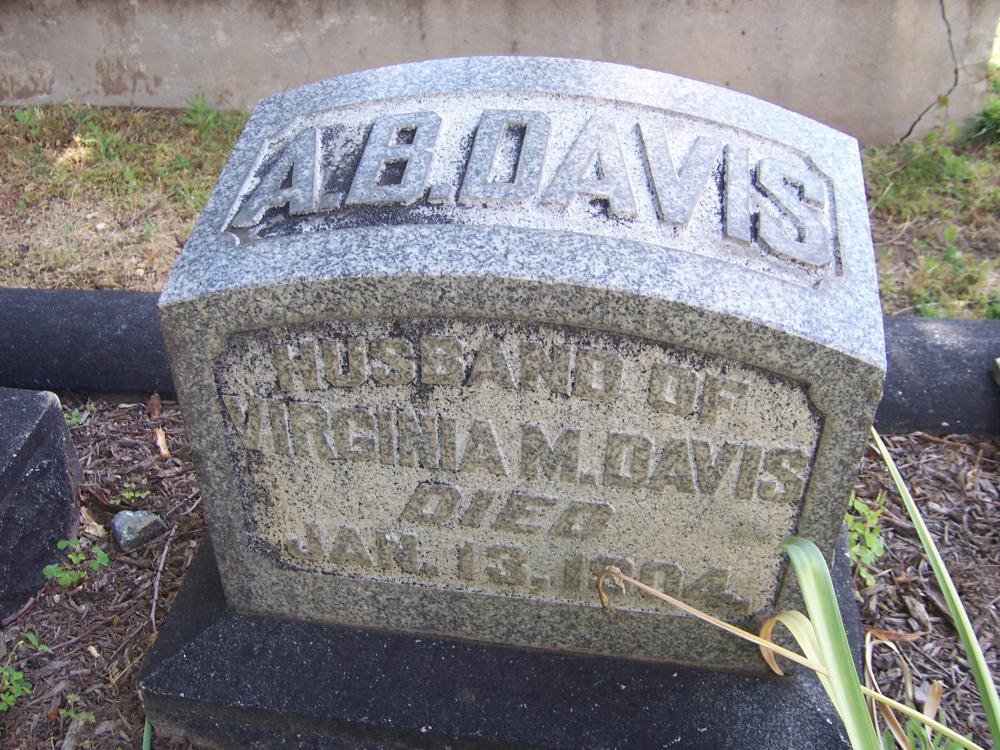 A.B. DAVIS
HUSBAND OF
VIRGINIA M. DAVIS
DIED
JAN. 13. 1904.